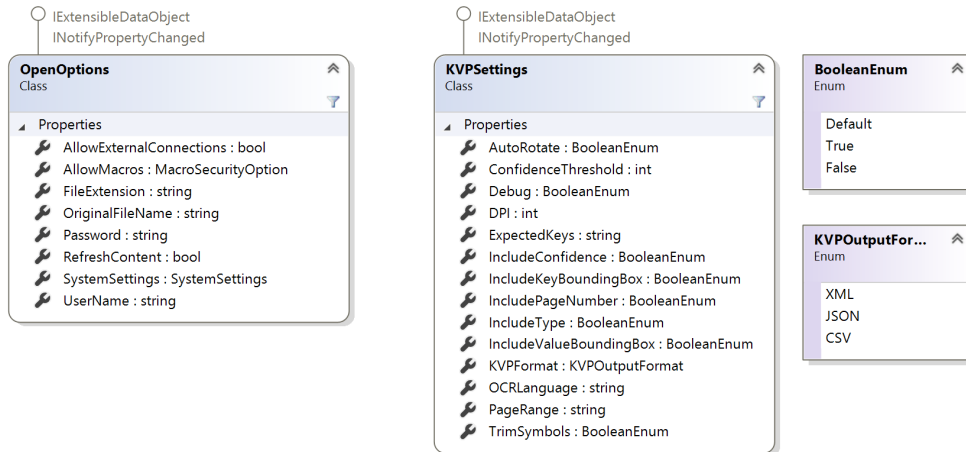 IExtensibleDataObject
INotifyPropertyChanged
OpenOptions
Class
Properties
AllowExternalConnections : bool
AllowMacros : MacroSecurityOption
FileExtension : string
OriginalFileName : string
Password : string
RefreshContent : bool
SystemSettings : SystemSettings
UserName : string
IExtensibleDataObject
INotifyPropertyChanged
KVPSettings
Class
Properties
AutoRotate : BooleanEnum
ConfidenceThreshold : int
Debug : BooleanEnum
DPI : int
ExpectedKeys : string
IncludeConfidence : BooleanEnum
IncludeKeyBoundingBox : BooleanEnum
IncludePageNumber : BooleanEnum
IncludeType : BooleanEnum
IncludeValueBoundingBox : BooleanEnum
KVPFormat : KVPOutputFormat
OCRLanguage : string
PageRange : string
TrimSymbols : BooleanEnum
BooleanEnum
Enum
Default
True
False
KVPOutputFor...
Enum
XML
JSON
CSV